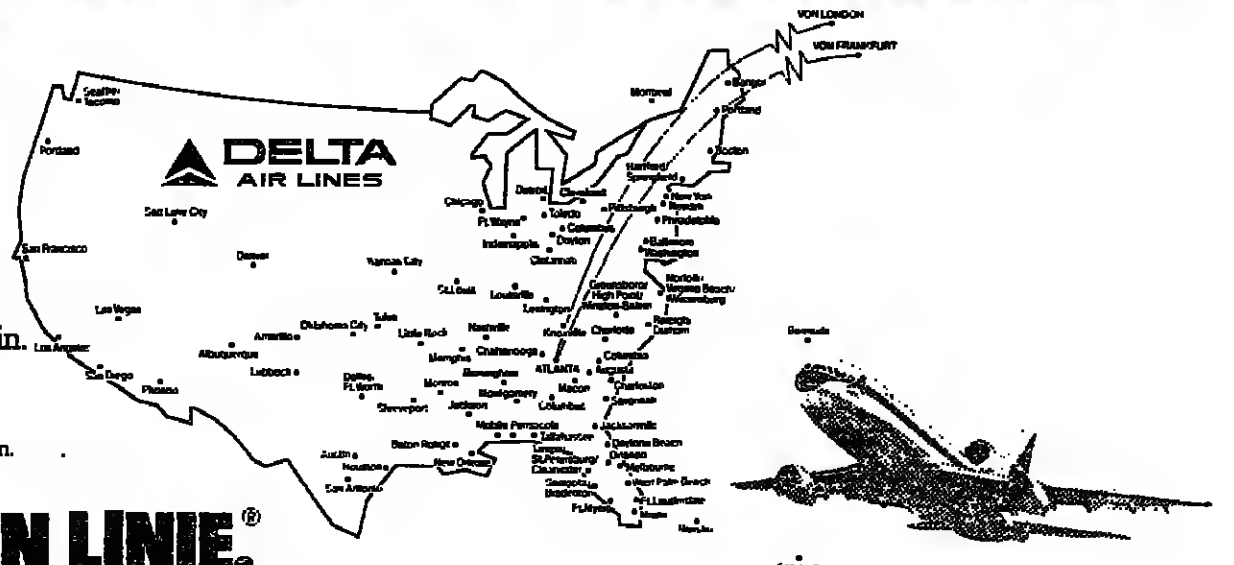 VON LONDON
VON FRANKFURT
Bangor
Montreal
Portland
Seattle/
Tacoma
Portland
Boston
DELTA
AIR LINES
Hartford/
Springfield
Detroit
Cleveland
New York
Newark
Chicago
Pittsburgh
Ft. Wayne
Toledo
Philadelphia
Salt Lake City
Columbus
Indianapolis
Dayton
Baltimore
Washington
Cincinnati
San Francisco
Denver
Kansas City
St. Louis
Louisville
Greensboro/
High Point/
Winston-Salem
Norfolk/
Virginia Beach/
Lexington
Las Vegas
Raleigh
Durham
Oklahoma City
Tulsa
Little Rock
Nashville
Knoxville
Charlotte
Bermuda
in.
Los Angeles
Amarillo
Albuquerque
Memphis
Chattanooga
Columbia
ATLANTA
Augusta
San Diego
Phoenix
Lubbock
Dallas
Ft. Worth
Birmingham
Macon
Charleston
Monroe
Montgomery
Savannah
Shreveport
Jackson
Columbus
Mobile
Pensacola
Jacksonville
Tallahassee
n.
Baton Rouge
Daytona Beach
Austin
New Orleans
Tampa/
St. Petersburg/
Clearwater
Orlando
Houston
Melbourne
San Antonio
Sarasota
Bradenton
West Palm Beach
Ft. Myers
Ft. Lauderdale
Miami
Nassau
N LINIE.®